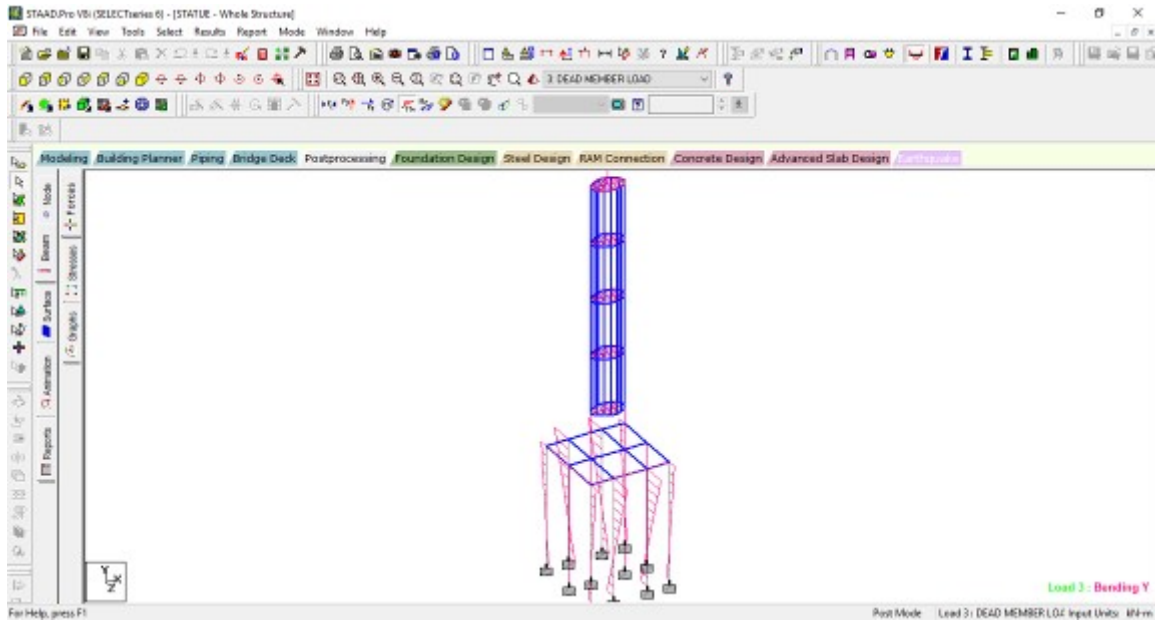 STAAD.Pro V8i (SELECTseries 6) - [STATUE - Whole Structure]
File Edit View Tools Select Results Report Mode Window Help
3: DEAD MEMBER LOAD
Modeling Building Planner Piping Bridge Deck Postprocessing Foundation Design Steel Design RAM Connection Concrete Design Advanced Slab Design Earthquake
Node
Beam
Surface
Animation
Reports
Forces
Stresses
Graphs
Y
X
Z
Load 3 : Bending Y
For Help, press F1
Post Mode Load 3 : DEAD MEMBER LOA Input Units: kN-m